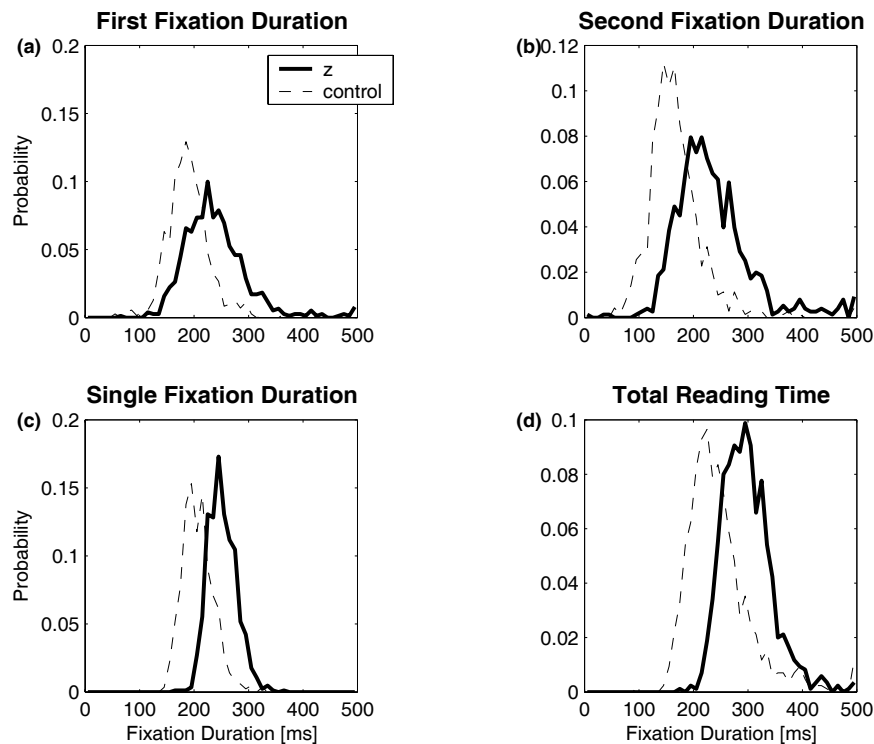 First Fixation Duration
(a)
z
control
0.2
0.15
0.1
0.05
0
Probability
0 100 200 300 400 500
Second Fixation Duration
(b)
0.12
0.1
0.08
0.06
0.04
0.02
0
0 100 200 300 400 500
Single Fixation Duration
(c)
0.2
0.15
0.1
0.05
0
Probability
0 100 200 300 400 500
Fixation Duration [ms]
Total Reading Time
(d)
0.1
0.08
0.06
0.04
0.02
0
0 100 200 300 400 500
Fixation Duration [ms]